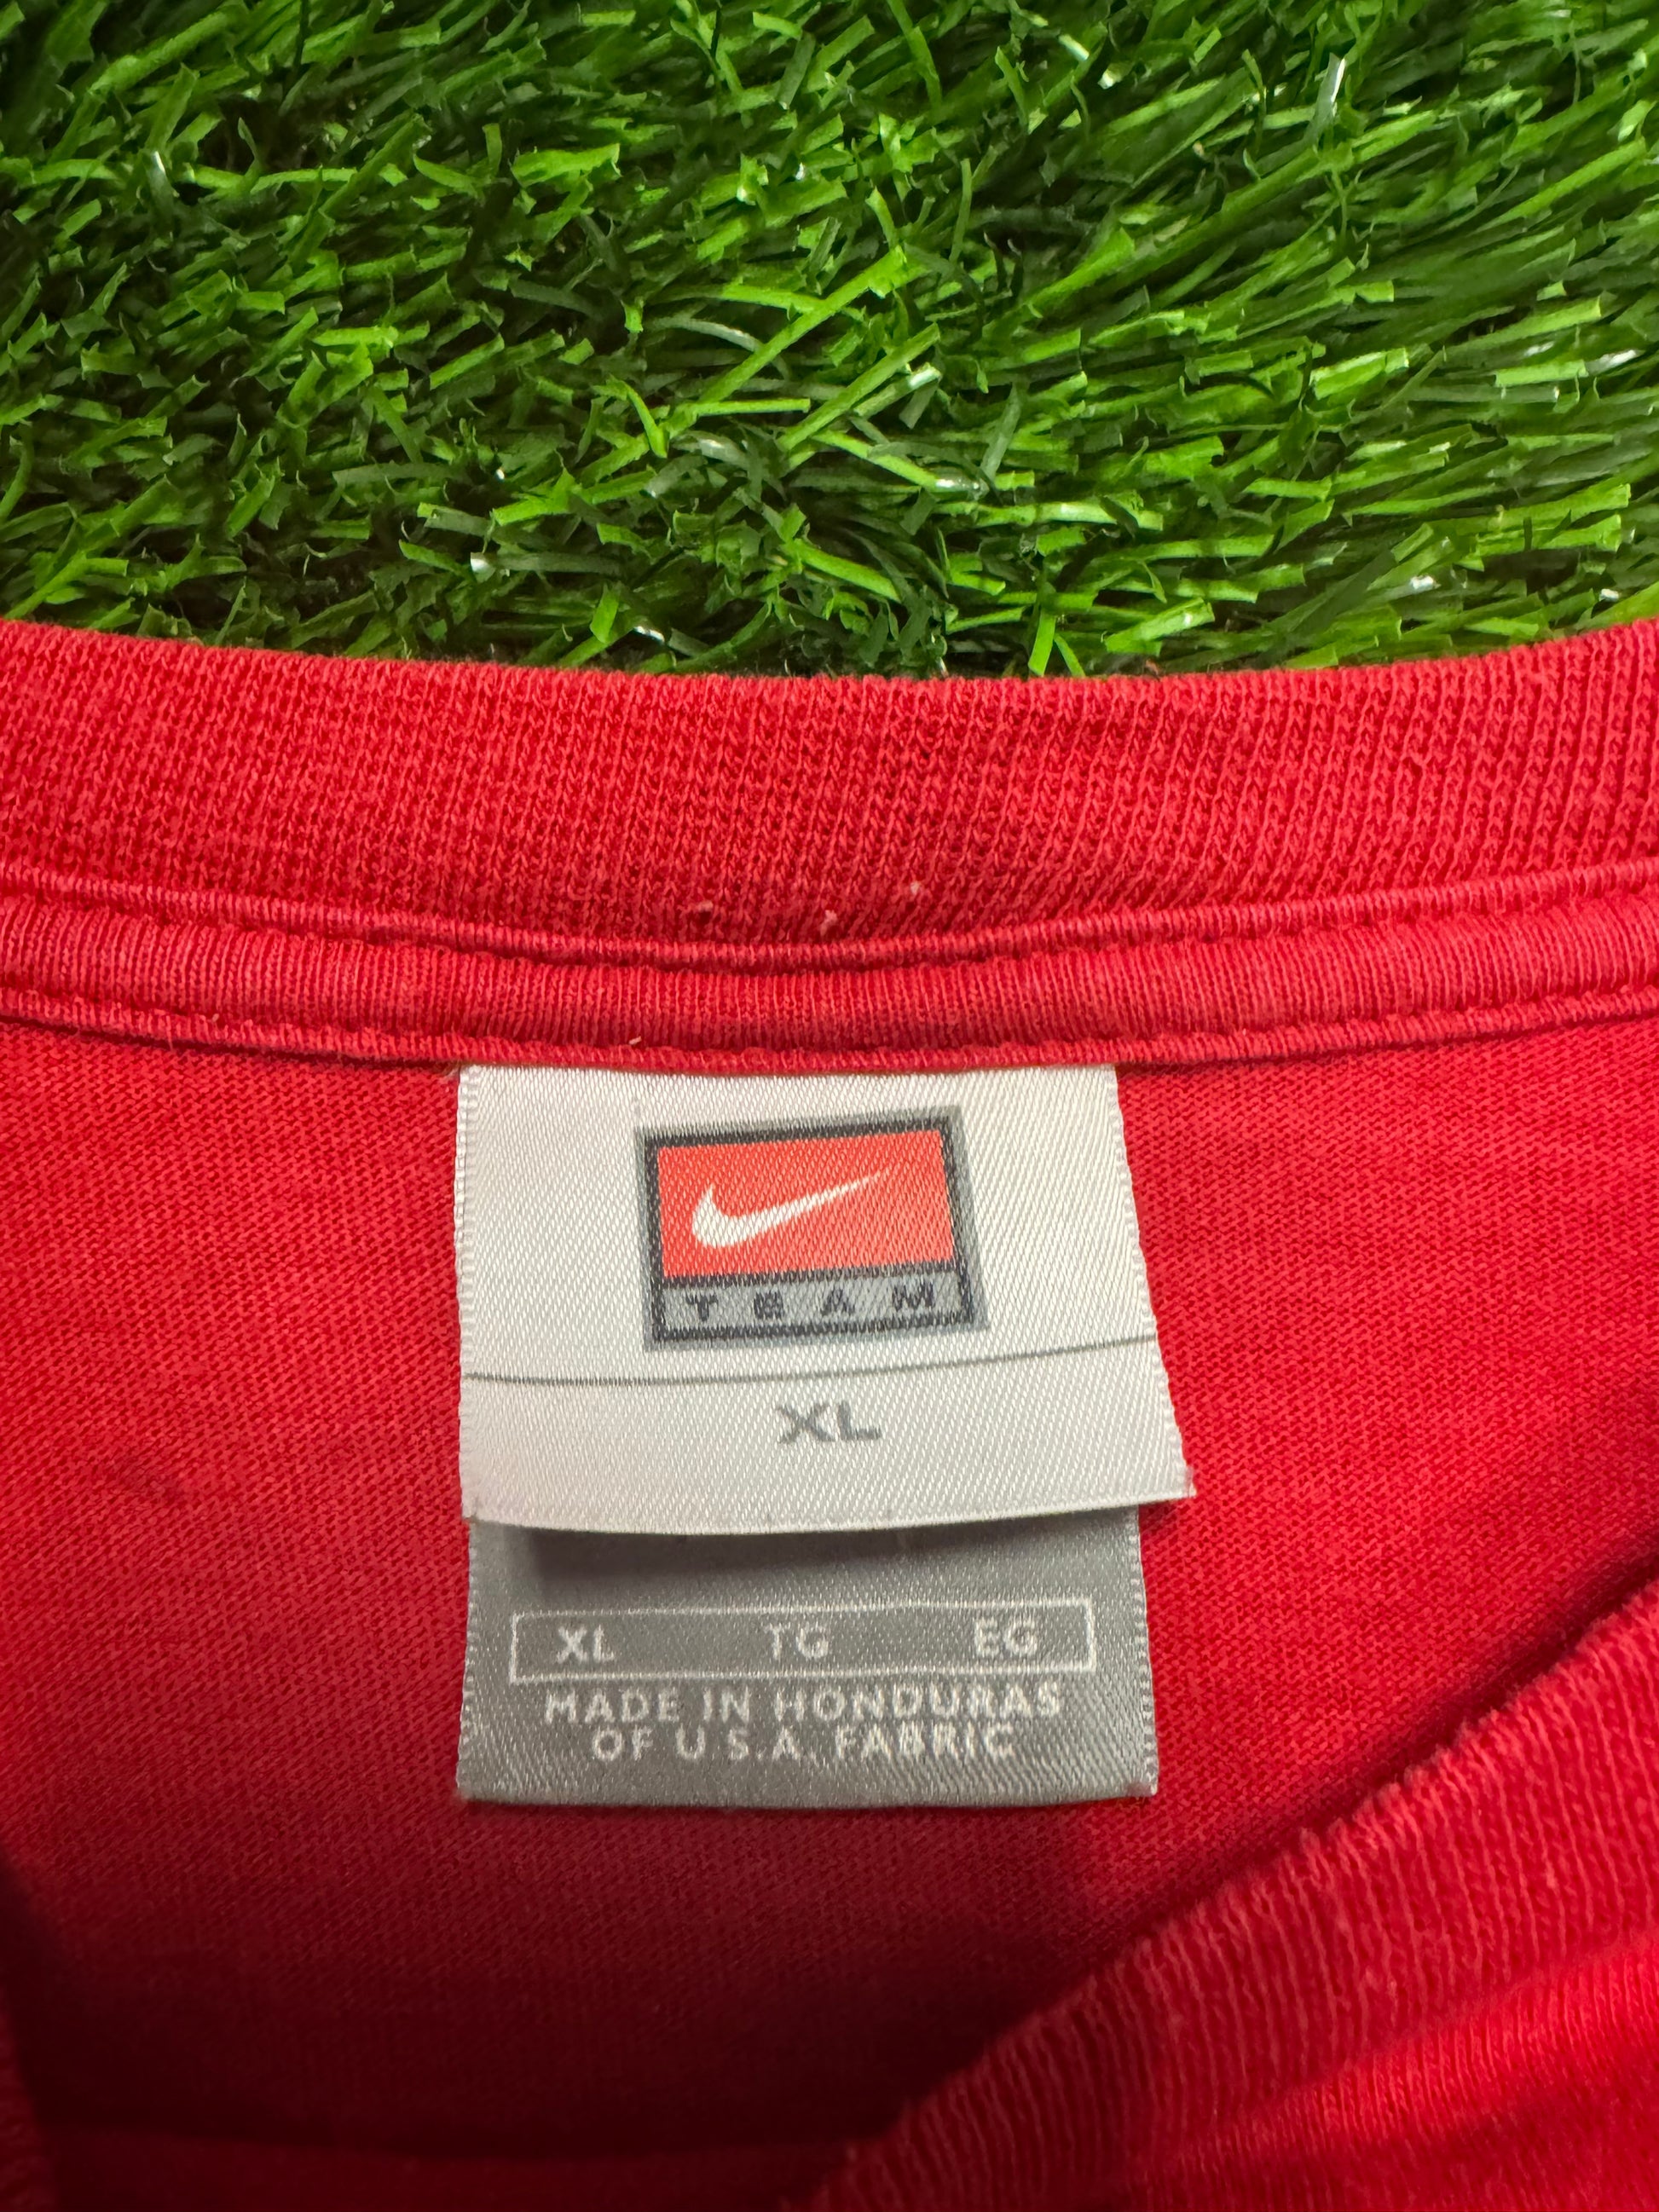 TEAM
XL
XL TG EG
MADE IN HONDURAS
OF U.S.A. FABRIC